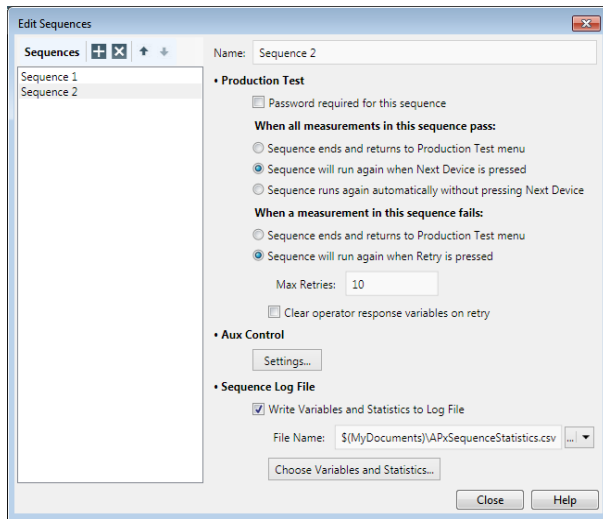 Edit Sequences
Sequences
Name: Sequence 2
Sequence 1
Sequence 2
• Production Test
Password required for this sequence
When all measurements in this sequence pass:
Sequence ends and returns to Production Test menu
Sequence will run again when Next Device is pressed
Sequence runs again automatically without pressing Next Device
When a measurement in this sequence fails:
Sequence ends and returns to Production Test menu
Sequence will run again when Retry is pressed
Max Retries: 10
Clear operator response variables on retry
• Aux Control
Settings...
• Sequence Log File
Write Variables and Statistics to Log File
File Name: $(MyDocuments)\APxSequenceStatistics.csv ...
Choose Variables and Statistics...
Close Help